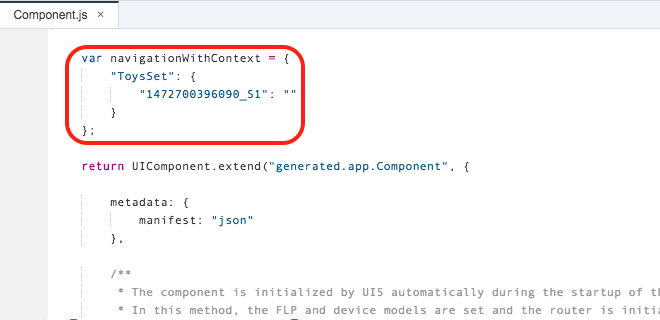 Component.js ×
var navigationWithContext = {
"ToysSet": {
"1472700396090_S1": ""
}
};
return UIComponent.extend("generated.app.Component", {
metadata: {
manifest: "json"
},
/**
* The component is initialized by UI5 automatically during the startup of
* In this method, the FLP and device models are set and the router is